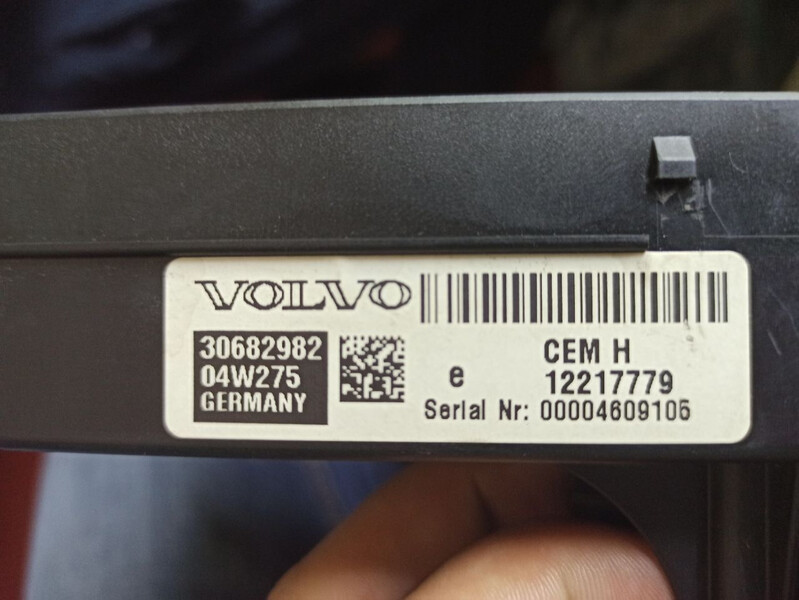 VOLVO
30682982
04W275
GERMANY
e
CEM H
12217779
Serial Nr: 00004609106